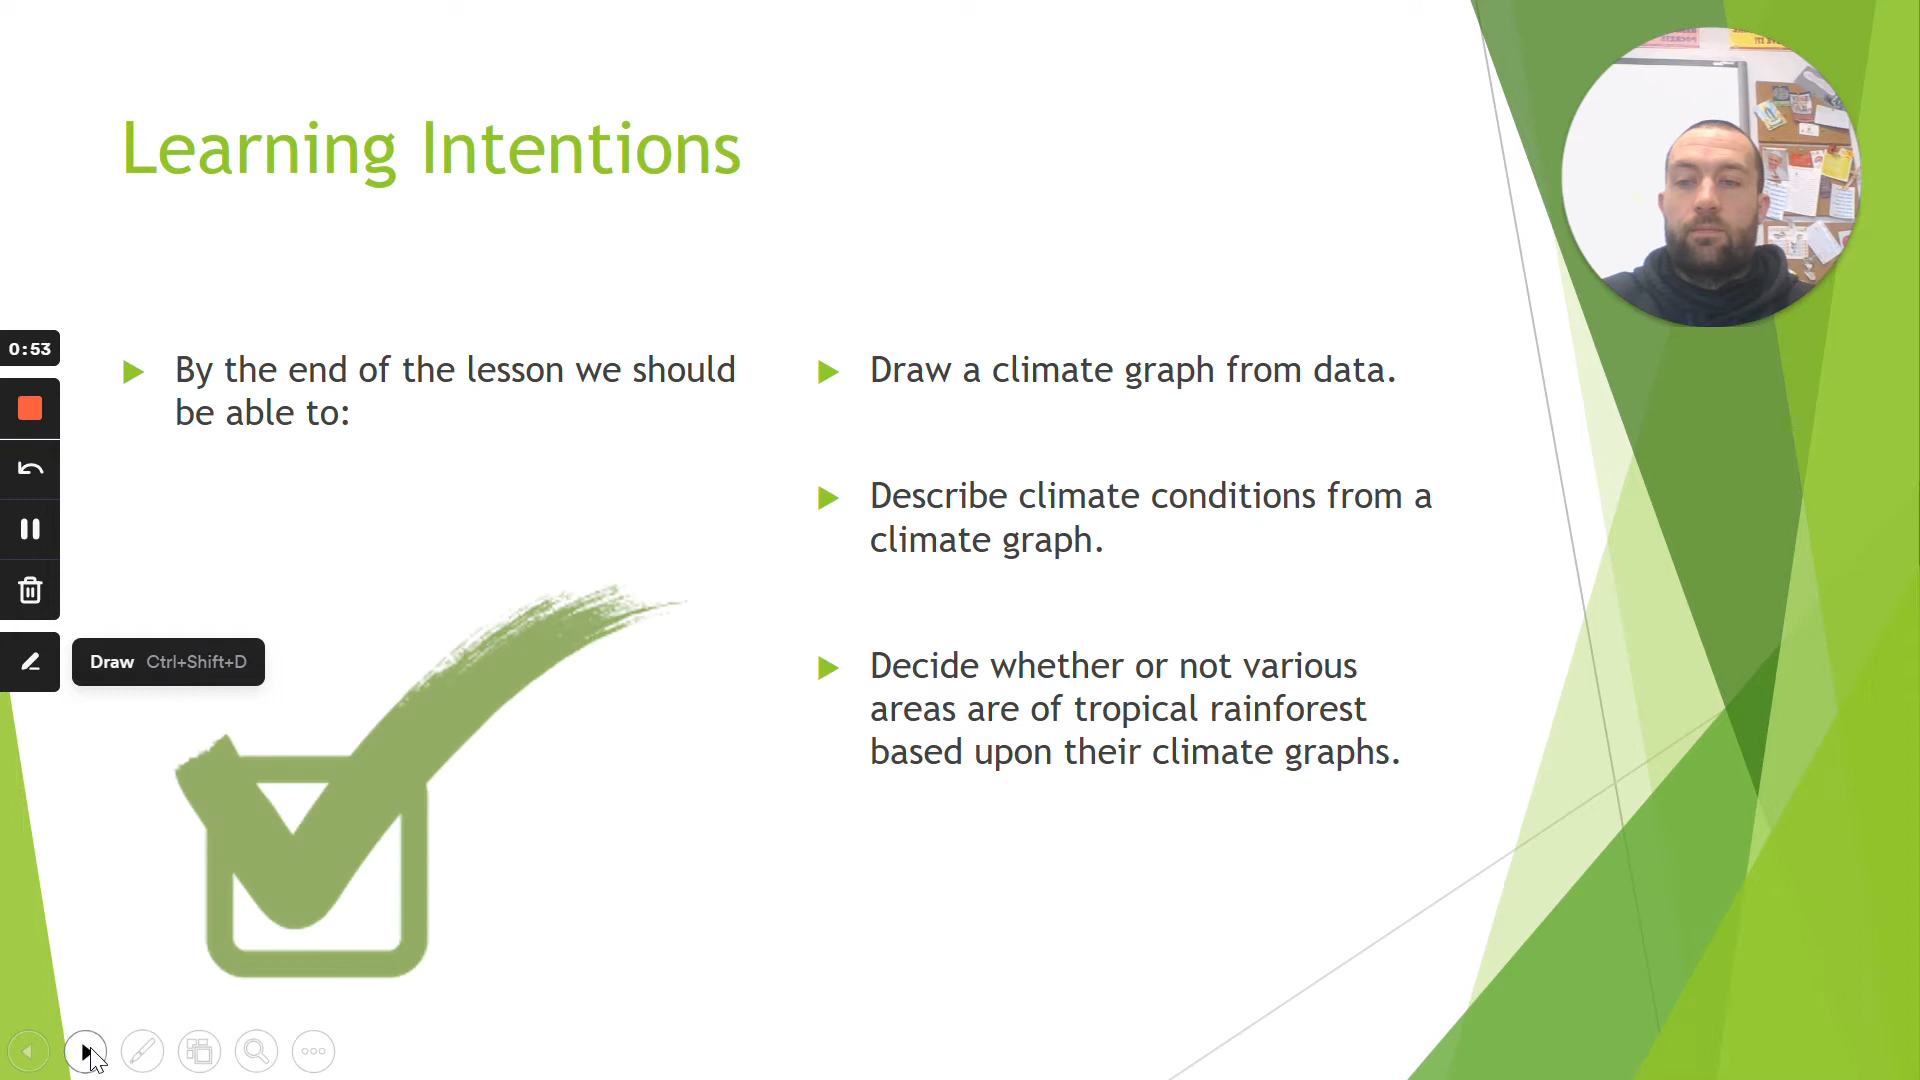 Learning Intentions
0:53
By the end of the lesson we should
be able to:
Draw Ctrl+Shift+D
Draw a climate graph from data.
Describe climate conditions from a
climate graph.
Decide whether or not various
areas are of tropical rainforest
based upon their climate graphs.